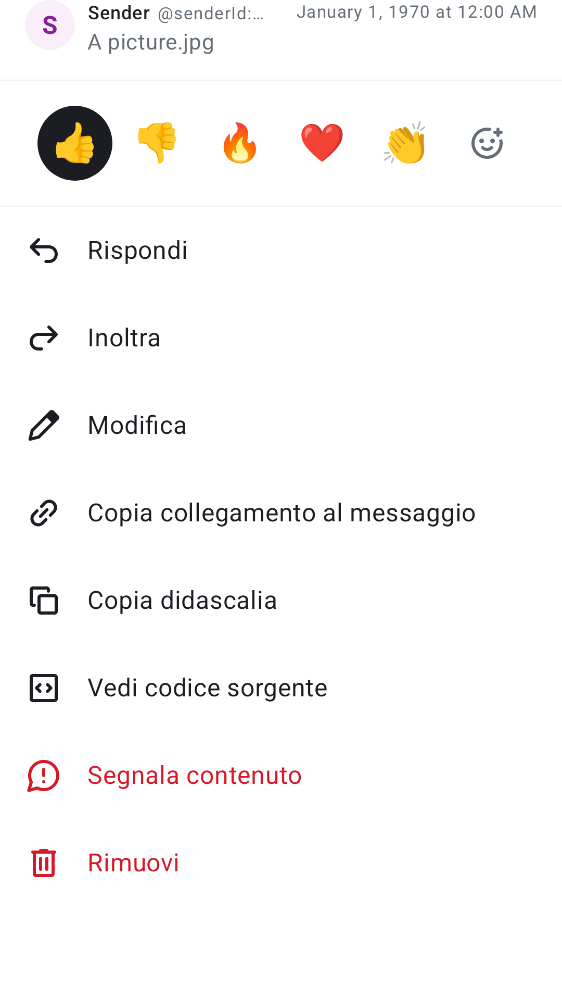 S
Sender @senderId:… January 1, 1970 at 12:00 AM
A picture.jpg
Rispondi
Inoltra
Modifica
Copia collegamento al messaggio
Copia didascalia
Vedi codice sorgente
Segnala contenuto
Rimuovi